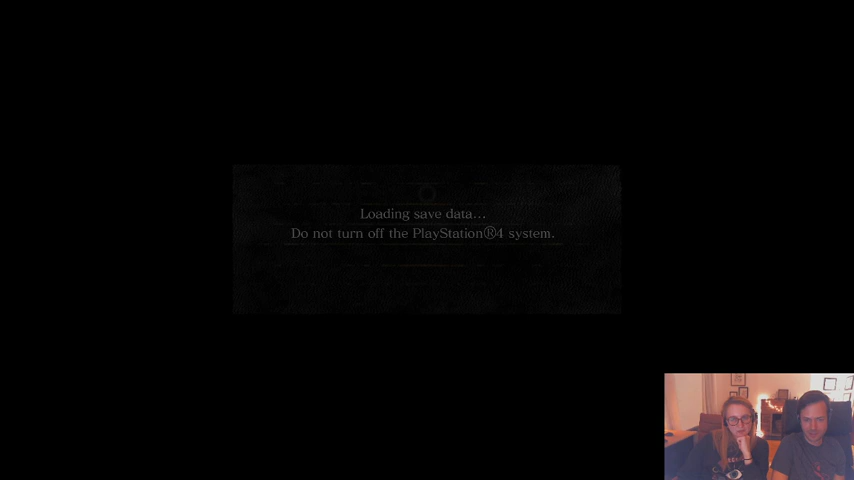 Loading save data...
Do not turn off the PlayStation®4 system.